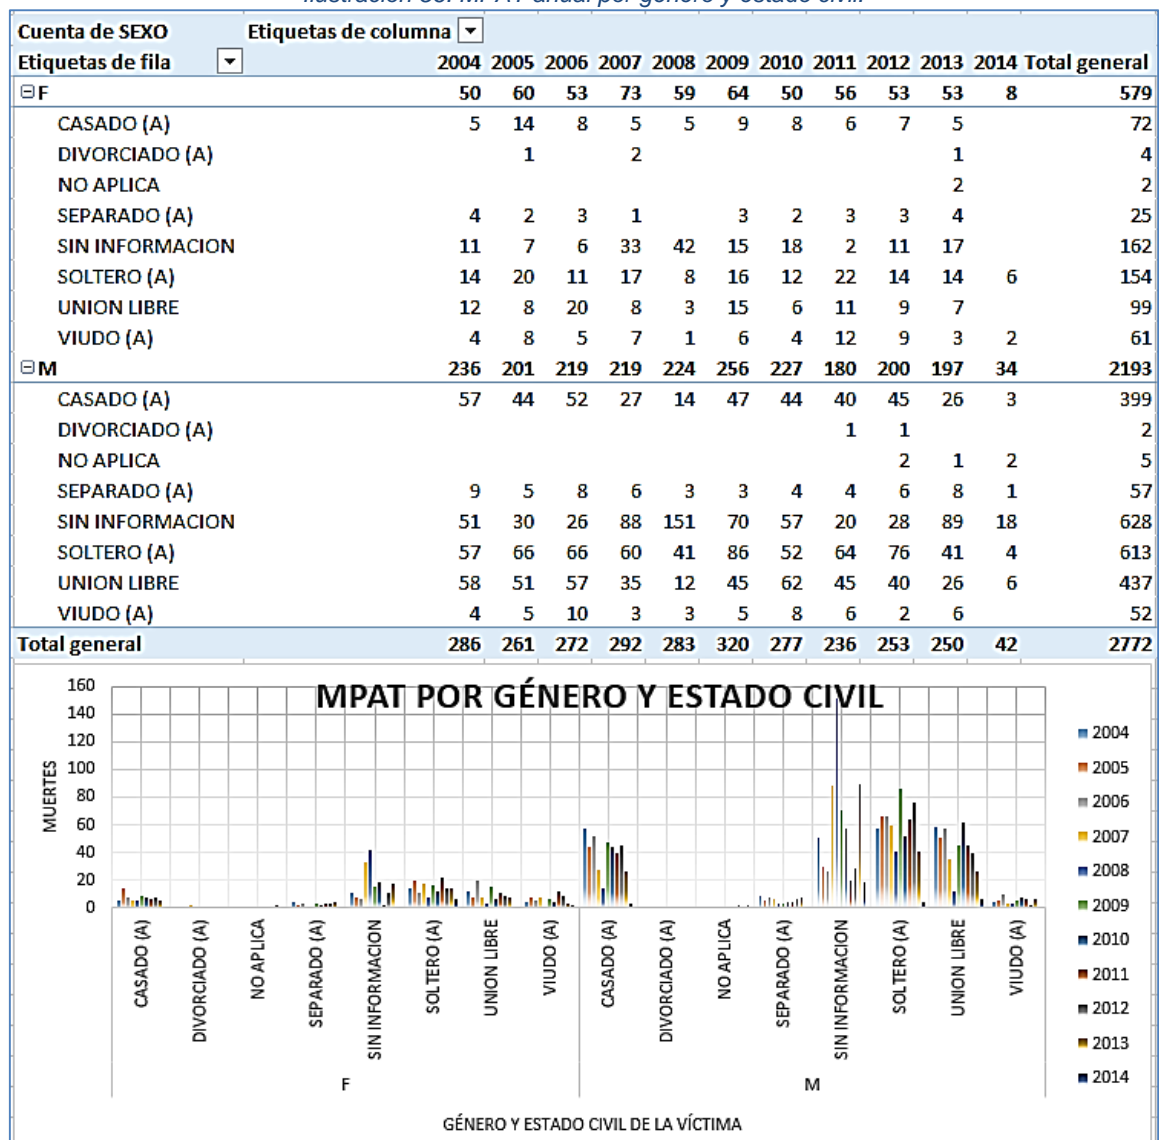 Ilustración 38. MPAT anual por género y estado civil.
Cuenta de SEXO Etiquetas de columna
Etiquetas de fila 2004 2005 2006 2007 2008 2009 2010 2011 2012 2013 2014 Total general
F 50 60 53 73 59 64 50 56 53 53 8 579
CASADO (A) 5 14 8 5 5 9 8 6 7 5 72
DIVORCIADO (A) 1 2 1 4
NO APLICA 2 2
SEPARADO (A) 4 2 3 1 3 2 3 3 4 25
SIN INFORMACION 11 7 6 33 42 15 18 2 11 17 162
SOLTERO (A) 14 20 11 17 8 16 12 22 14 14 6 154
UNION LIBRE 12 8 20 8 3 15 6 11 9 7 99
VIUDO (A) 4 8 5 7 1 6 4 12 9 3 2 61
M 236 201 219 219 224 256 227 180 200 197 34 2193
CASADO (A) 57 44 52 27 14 47 44 40 45 26 3 399
DIVORCIADO (A) 1 1 2
NO APLICA 2 1 2 5
SEPARADO (A) 9 5 8 6 3 3 4 4 6 8 1 57
SIN INFORMACION 51 30 26 88 151 70 57 20 28 89 18 628
SOLTERO (A) 57 66 66 60 41 86 52 64 76 41 4 613
UNION LIBRE 58 51 57 35 12 45 62 45 40 26 6 437
VIUDO (A) 4 5 10 3 3 5 8 6 2 6 52
Total general 286 261 272 292 283 320 277 236 253 250 42 2772
MPAT POR GÉNERO Y ESTADO CIVIL
160
140
120
100
80
60
40
20
0
MUERTES
CASADO (A)
DIVORCIADO (A)
NO APLICA
SEPARADO (A)
SIN INFORMACION
SOLTERO (A)
UNION LIBRE
VIUDO (A)
CASADO (A)
DIVORCIADO (A)
NO APLICA
SEPARADO (A)
SIN INFORMACION
SOLTERO (A)
UNION LIBRE
VIUDO (A)
F
M
GÉNERO Y ESTADO CIVIL DE LA VÍCTIMA
2004
2005
2006
2007
2008
2009
2010
2011
2012
2013
2014